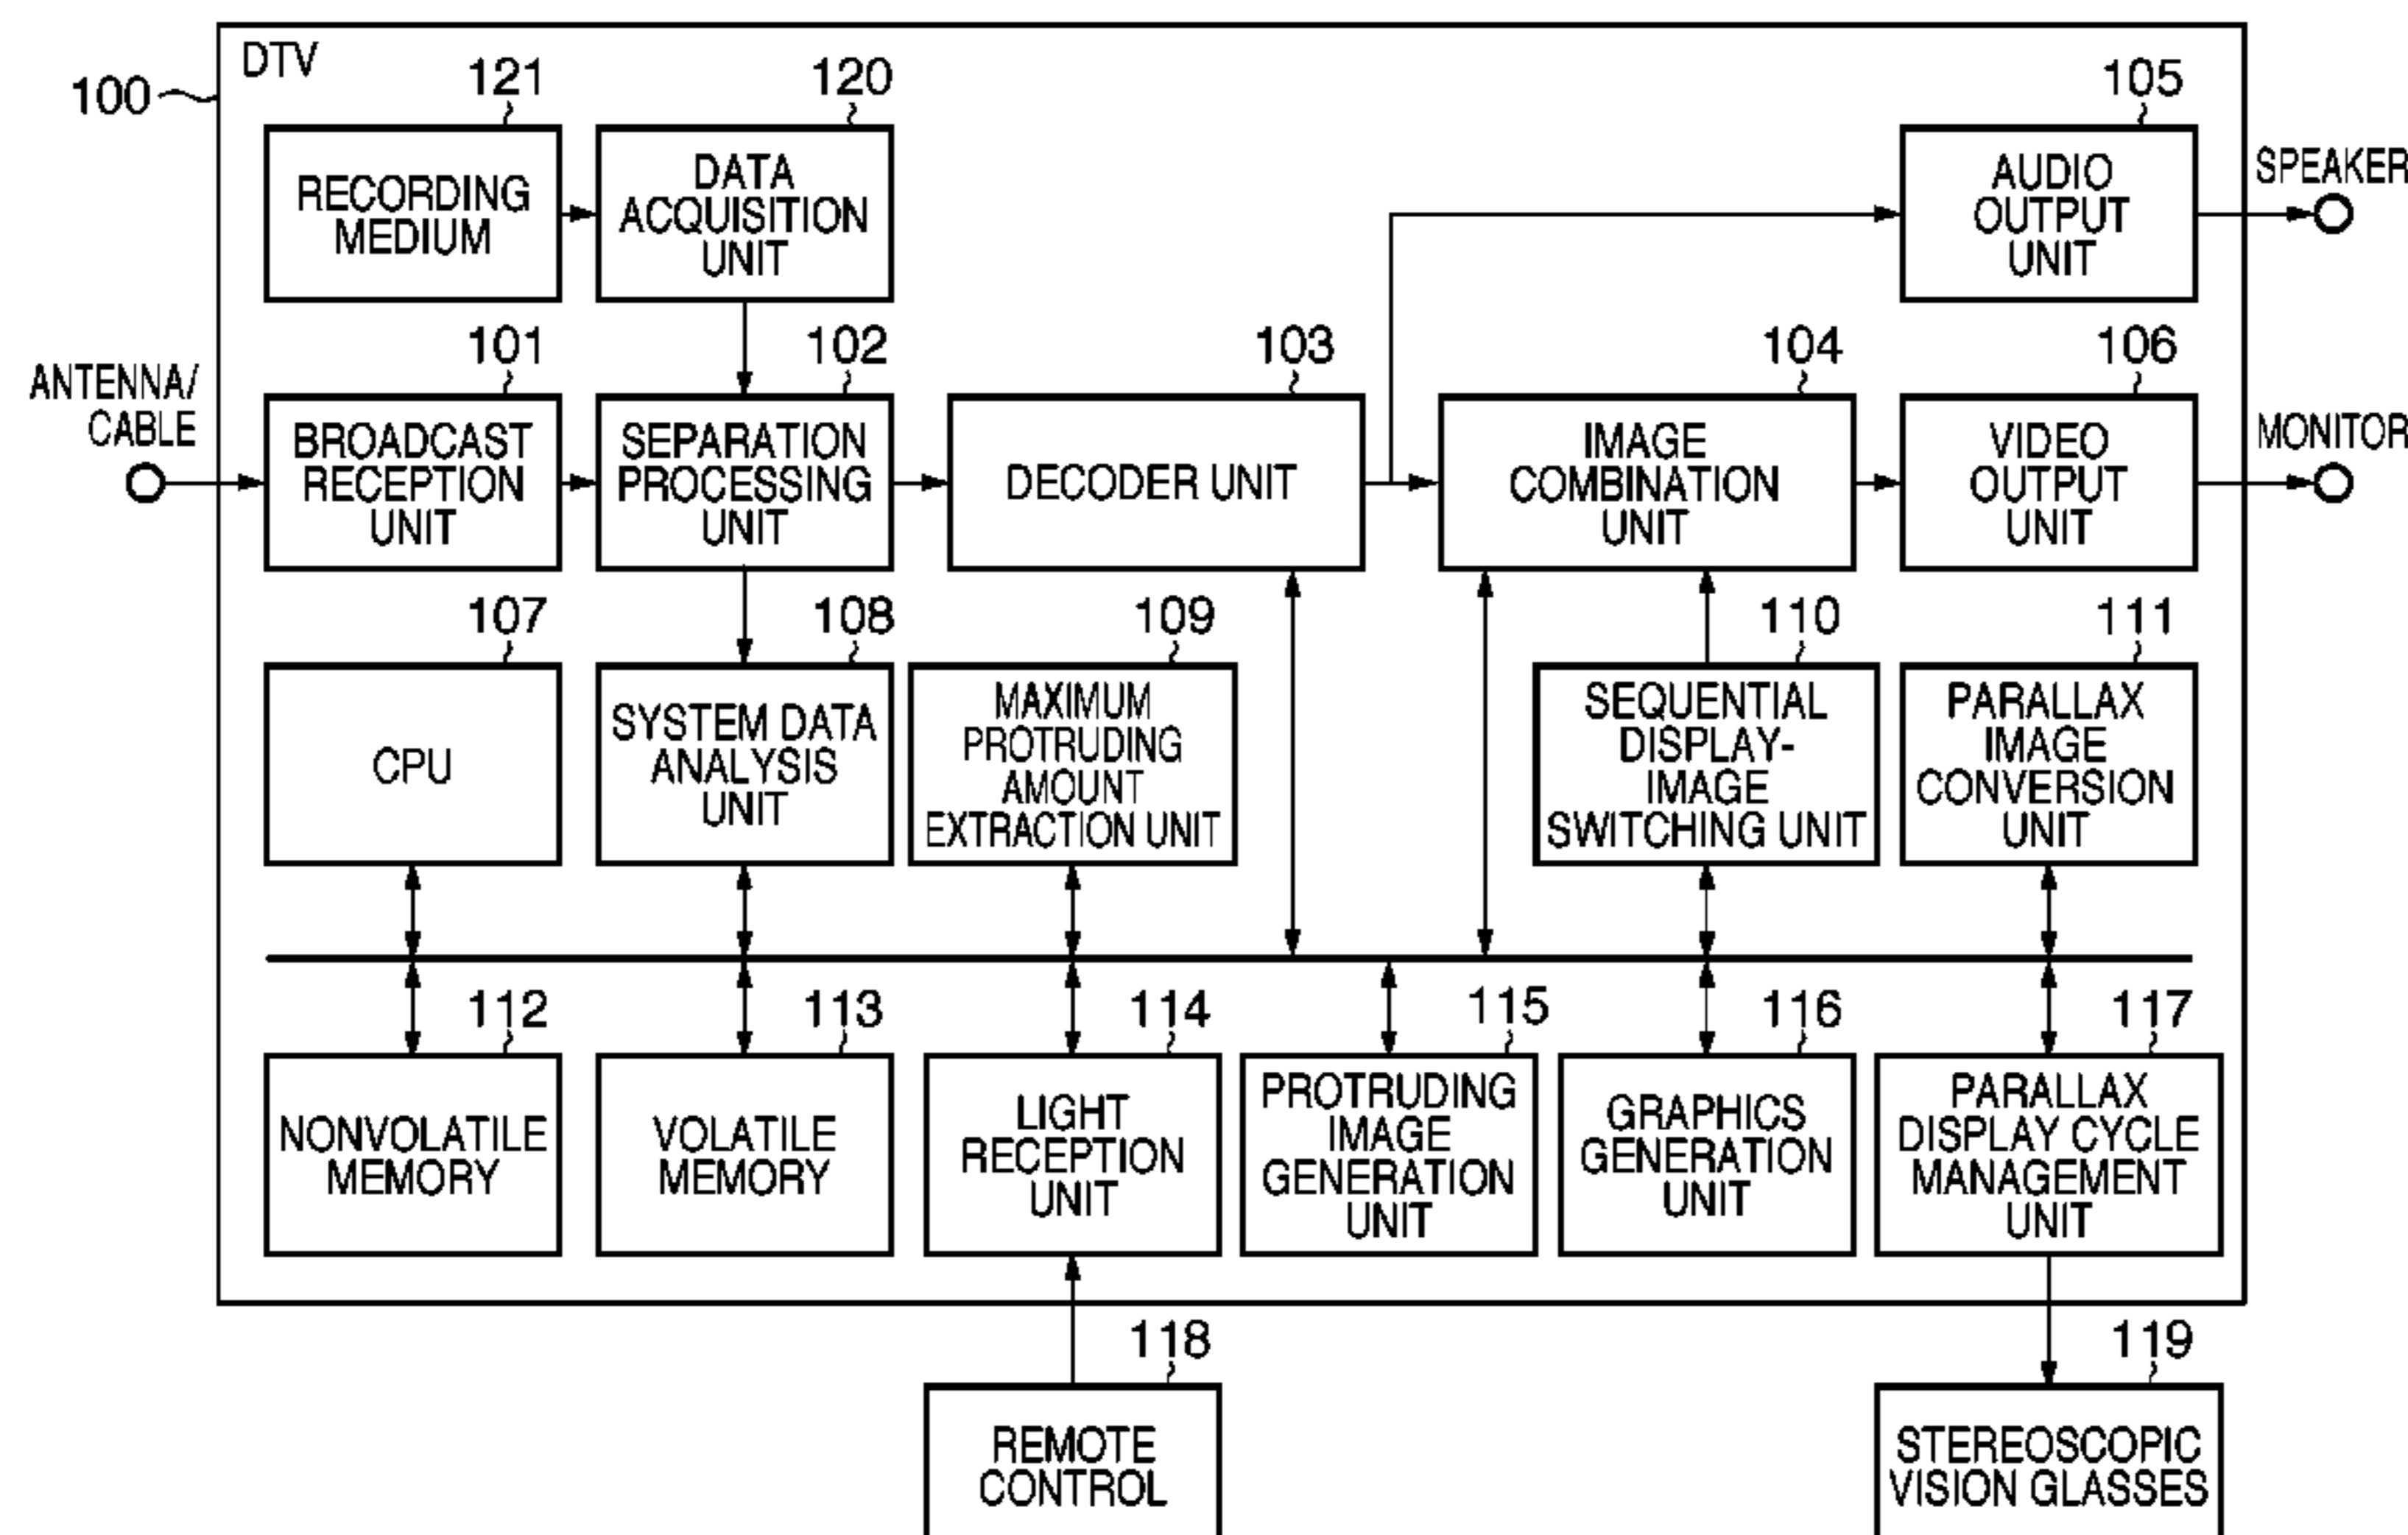 DTV
100
121
120
105
RECORDING
MEDIUM
DATA
ACQUISITION
UNIT
AUDIO
OUTPUT
UNIT
SPEAKER
ANTENNA/
CABLE
101
102
103
104
106
BROADCAST
RECEPTION
UNIT
SEPARATION
PROCESSING
UNIT
DECODER UNIT
IMAGE
COMBINATION
UNIT
VIDEO
OUTPUT
UNIT
MONITOR
107
108
109
110
111
CPU
SYSTEM DATA
ANALYSIS
UNIT
MAXIMUM
PROTRUDING
AMOUNT
EXTRACTION UNIT
SEQUENTIAL
DISPLAY-
IMAGE
SWITCHING UNIT
PARALLAX
IMAGE
CONVERSION
UNIT
112
113
114
115
116
117
NONVOLATILE
MEMORY
VOLATILE
MEMORY
LIGHT
RECEPTION
UNIT
PROTRUDING
IMAGE
GENERATION
UNIT
GRAPHICS
GENERATION
UNIT
PARALLAX
DISPLAY CYCLE
MANAGEMENT
UNIT
118
119
REMOTE
CONTROL
STEREOSCOPIC
VISION GLASSES